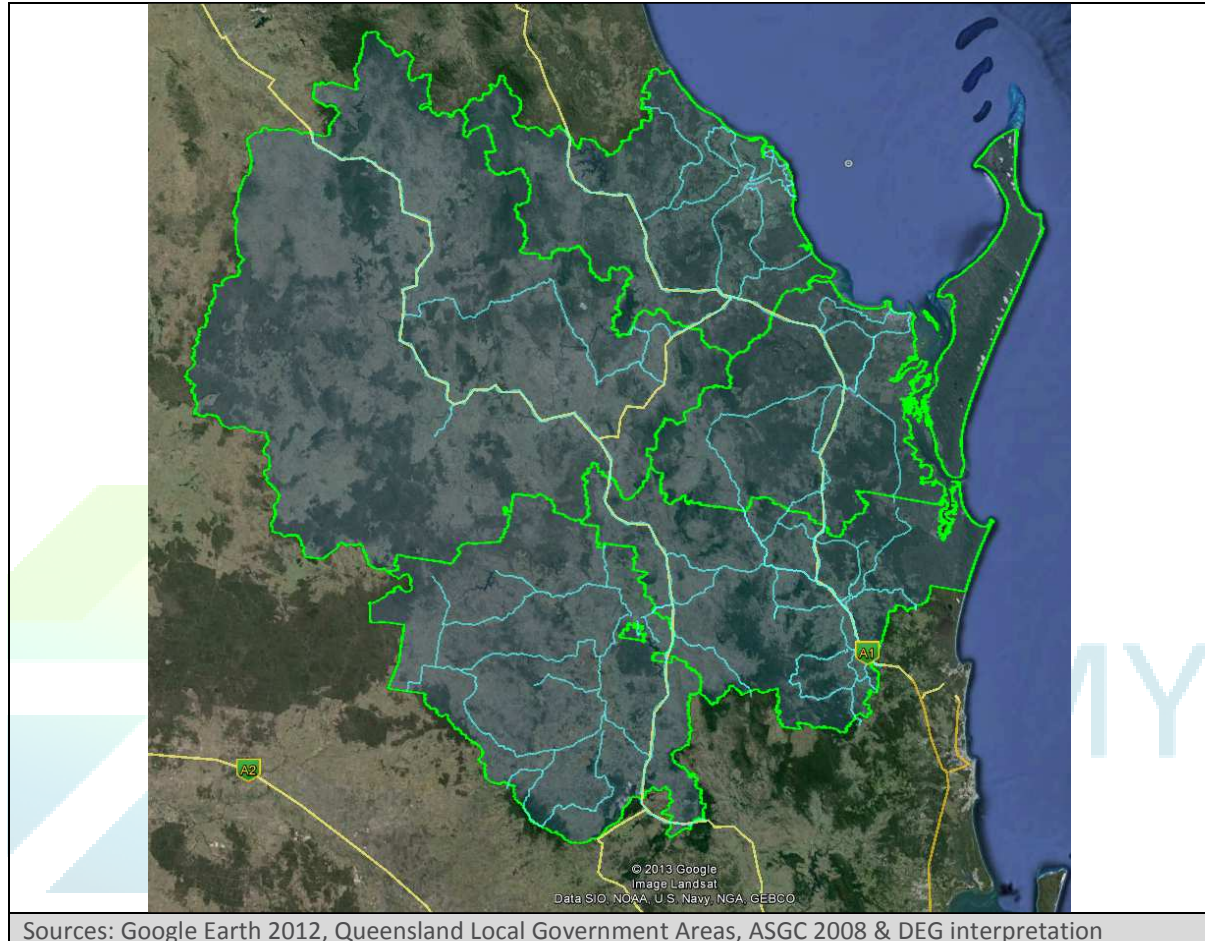 A1
MY
A2
© 2013 Google
Image Landsat
Data SIO, NOAA, U.S. Navy, NGA, GEBCO
Sources: Google Earth 2012, Queensland Local Government Areas, ASGC 2008 & DEG interpretation